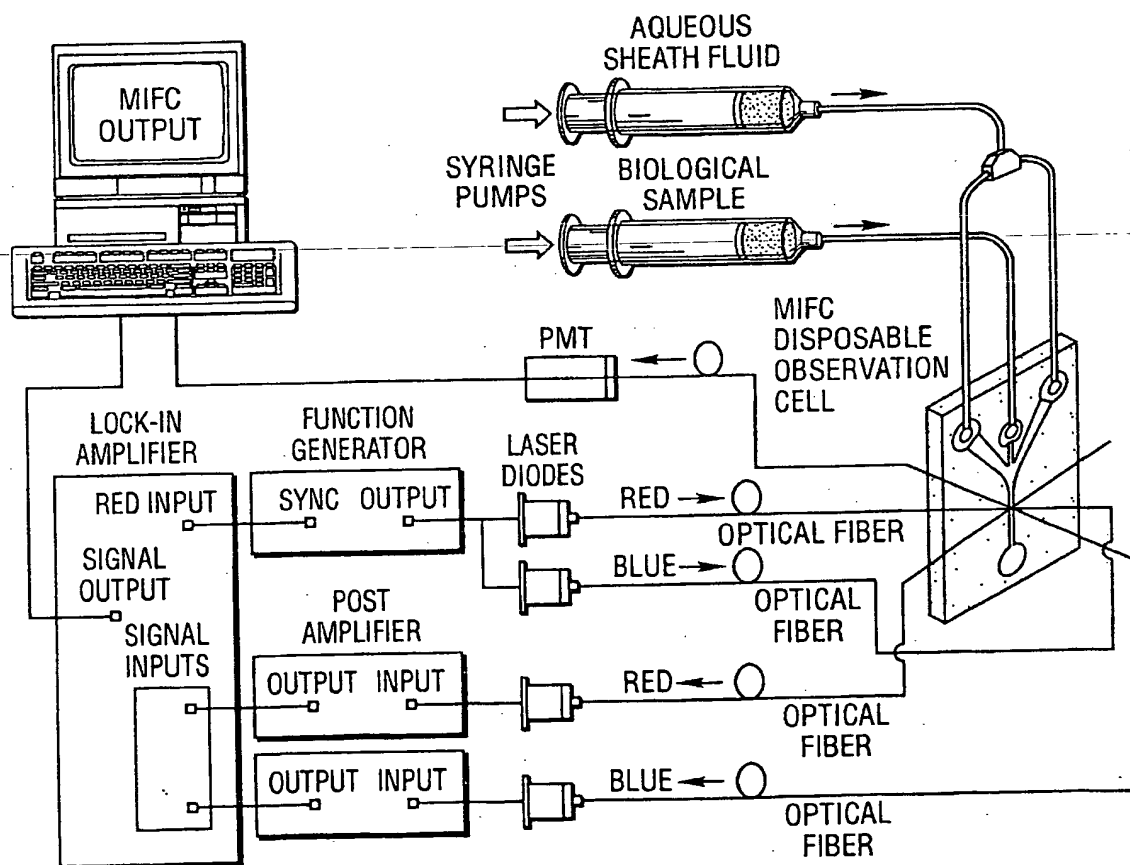 MIFC
OUTPUT
AQUEOUS
SHEATH FLUID
SYRINGE
PUMPS
BIOLOGICAL
SAMPLE
MIFC
DISPOSABLE
OBSERVATION
CELL
PMT
LOCK-IN
AMPLIFIER
FUNCTION
GENERATOR
LASER
DIODES
RED INPUT
SYNC OUTPUT
RED
OPTICAL FIBER
SIGNAL
OUTPUT
BLUE
OPTICAL
FIBER
SIGNAL
INPUTS
POST
AMPLIFIER
OUTPUT INPUT
RED
OPTICAL
FIBER
OUTPUT INPUT
BLUE
OPTICAL
FIBER